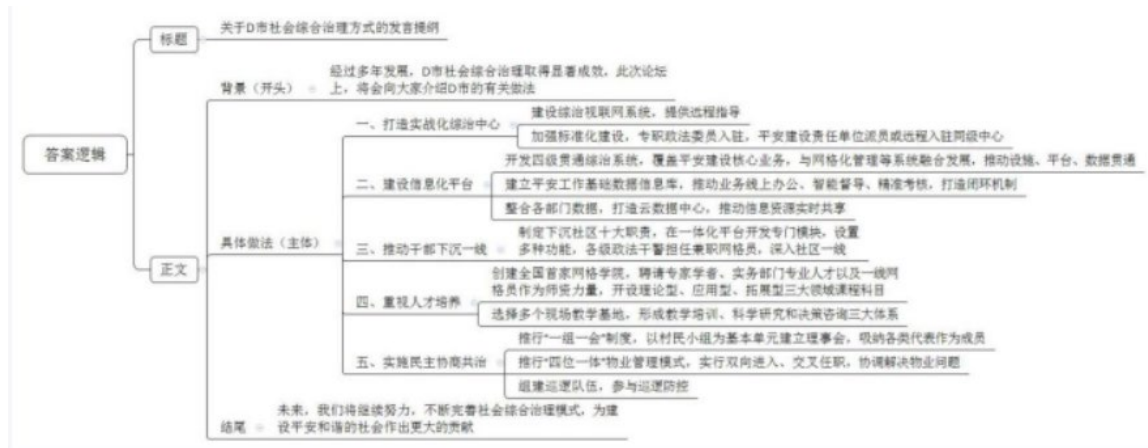 标题
关于D市社会综合治理方式的发言提纲
背景（开头）
经过多年发展，D市社会综合治理取得显著成效，此次论坛
上，将会向大家介绍D市的有关做法
答案逻辑
正文
具体做法（主体）
一、打造实战化综治中心
建设综治视联网系统，提供远程指导
加强标准化建设，专职政法委员入驻，平安建设责任单位派员或远程入驻同级中心
二、建设信息化平台
开发四级贯通综治系统，覆盖平安建设核心业务，与网格化管理等系统融合发展，推动设施、平台、数据贯通
建立平安工作基础数据信息库，推动业务线上办公、智能督导、精准考核，打造闭环机制
整合各部门数据，打造云数据中心，推动信息资源实时共享
三、推动干部下沉一线
制定下沉社区十大职责，在一体化平台开发专门模块，设置
多种功能，各级政法干警担任兼职网格员，深入社区一线
四、重视人才培养
创建全国首家网格学院，聘请专家学者、实务部门专业人才以及一线网
格员作为师资力量，开设理论型、应用型、拓展型三大领域课程科目
选择多个现场教学基地，形成教学培训、科学研究和决策咨询三大体系
五、实施民主协商共治
推行“一组一会”制度，以村民小组为基本单元建立理事会，吸纳各类代表作为成员
推行“四位一体”物业管理模式，实行双向进入、交叉任职，协调解决物业问题
组建巡逻队伍，参与巡逻防控
结尾
未来，我们将继续努力，不断完善社会综合治理模式，为建
设平安和谐的社会作出更大的贡献